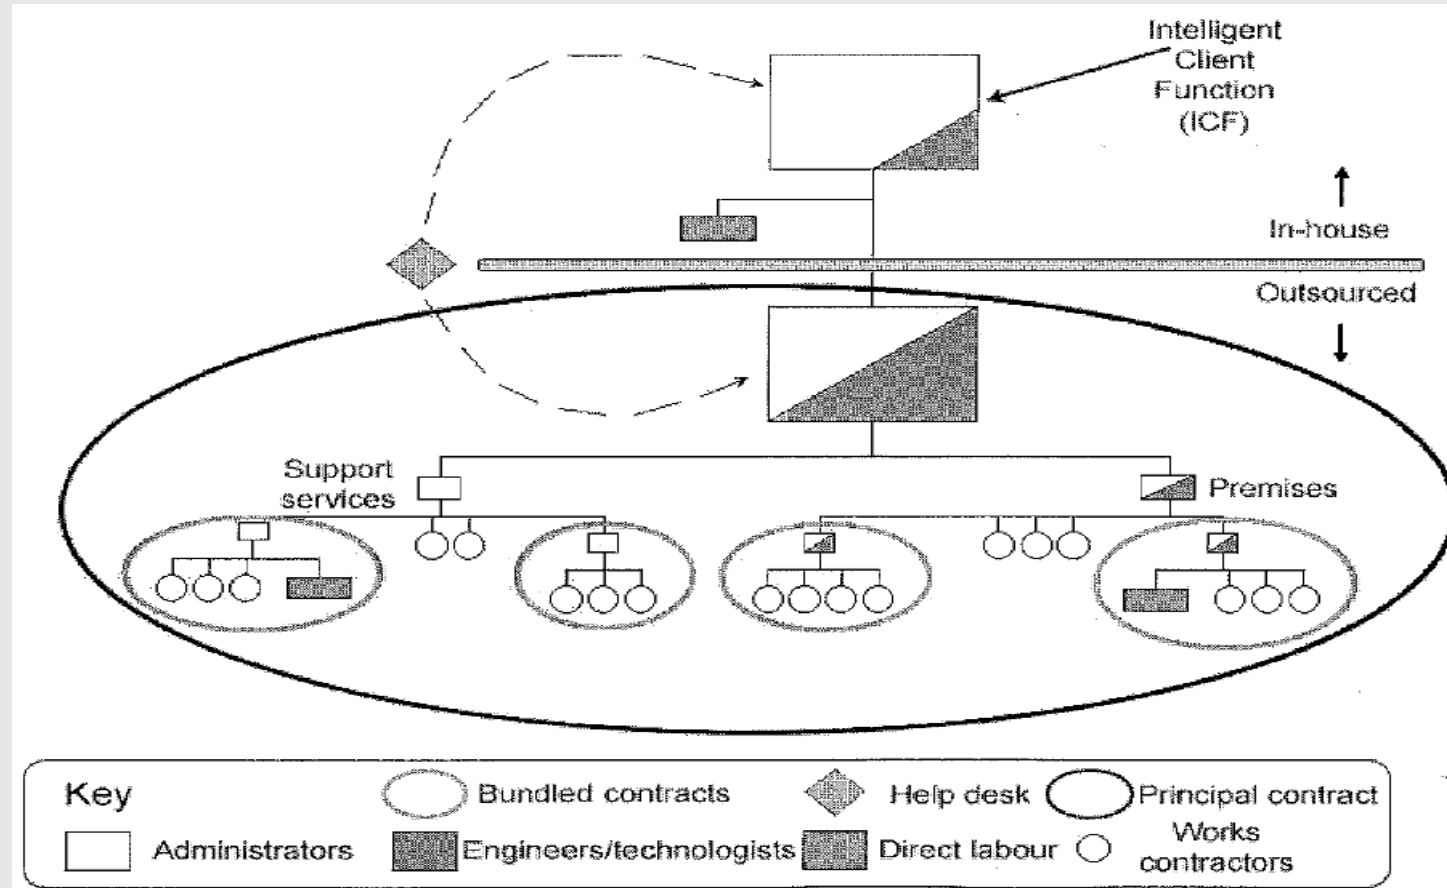 Intelligent
Client
Function
(ICF)
In-house
Outsourced
Support
services
Premises
Key
Bundled contracts
Help desk
Principal contract
Administrators
Engineers/technologists
Direct labour
Works
contractors